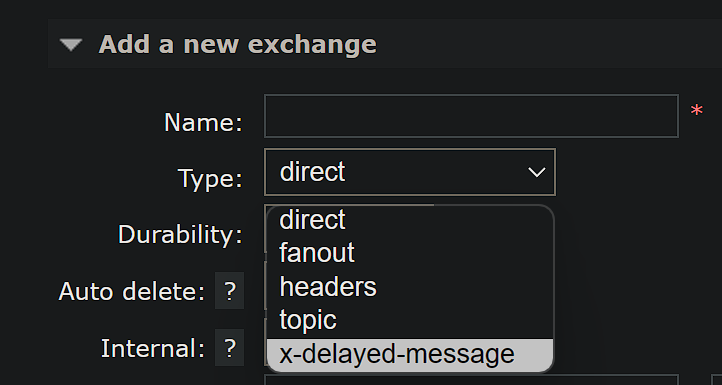 Add a new exchange
Name: *
Type: direct
Durability: direct
fanout
Auto delete: ? headers
topic
Internal: ? x-delayed-message